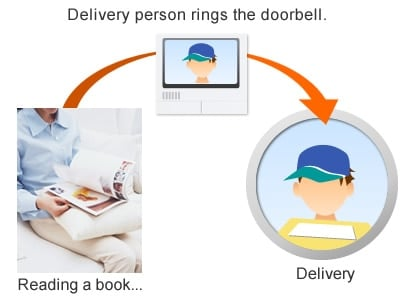 Delivery person rings the doorbell.
Reading a book...
Delivery